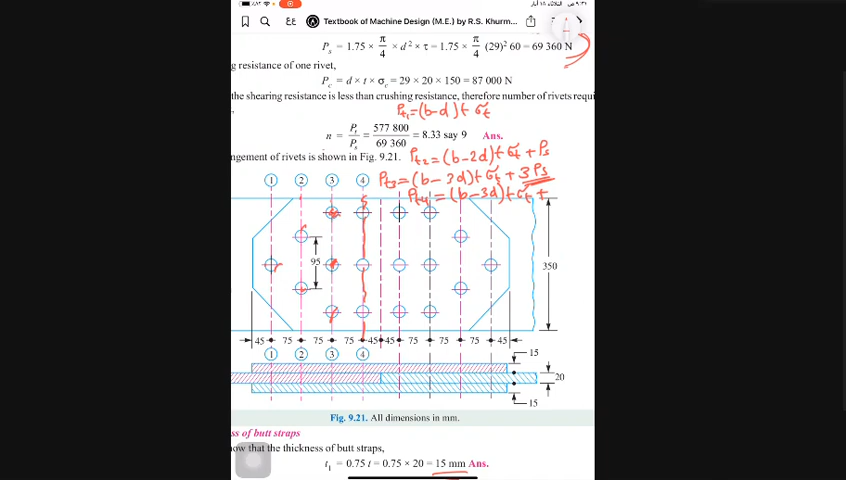 Textbook of Machine Design (M.E.) by R.S. Khurm...
Ps = 1.75 × π/4 × d² × τ = 1.75 × π/4 (29)² 60 = 69 360 N
g resistance of one rivet,
Pc = d × t × σc = 29 × 20 × 150 = 87 000 N
the shearing resistance is less than crushing resistance, therefore number of rivets requi
Pt1 = (b-d) t σt
n = Pt/Ps = 577 800/69 360 = 8.33 say 9 Ans.
ngement of rivets is shown in Fig. 9.21.
Pt2 = (b-2d) t σt + Ps
Pt3 = (b-3d) t σt + 3Ps
Pt4 = (b-3d) t σt +
1 2 3 4
95
350
45 75 75 75 45 45 75 75 75 45
1 2 3 4
15
20
15
Fig. 9.21. All dimensions in mm.
ss of butt straps
now that the thickness of butt straps,
t1 = 0.75 t = 0.75 × 20 = 15 mm Ans.